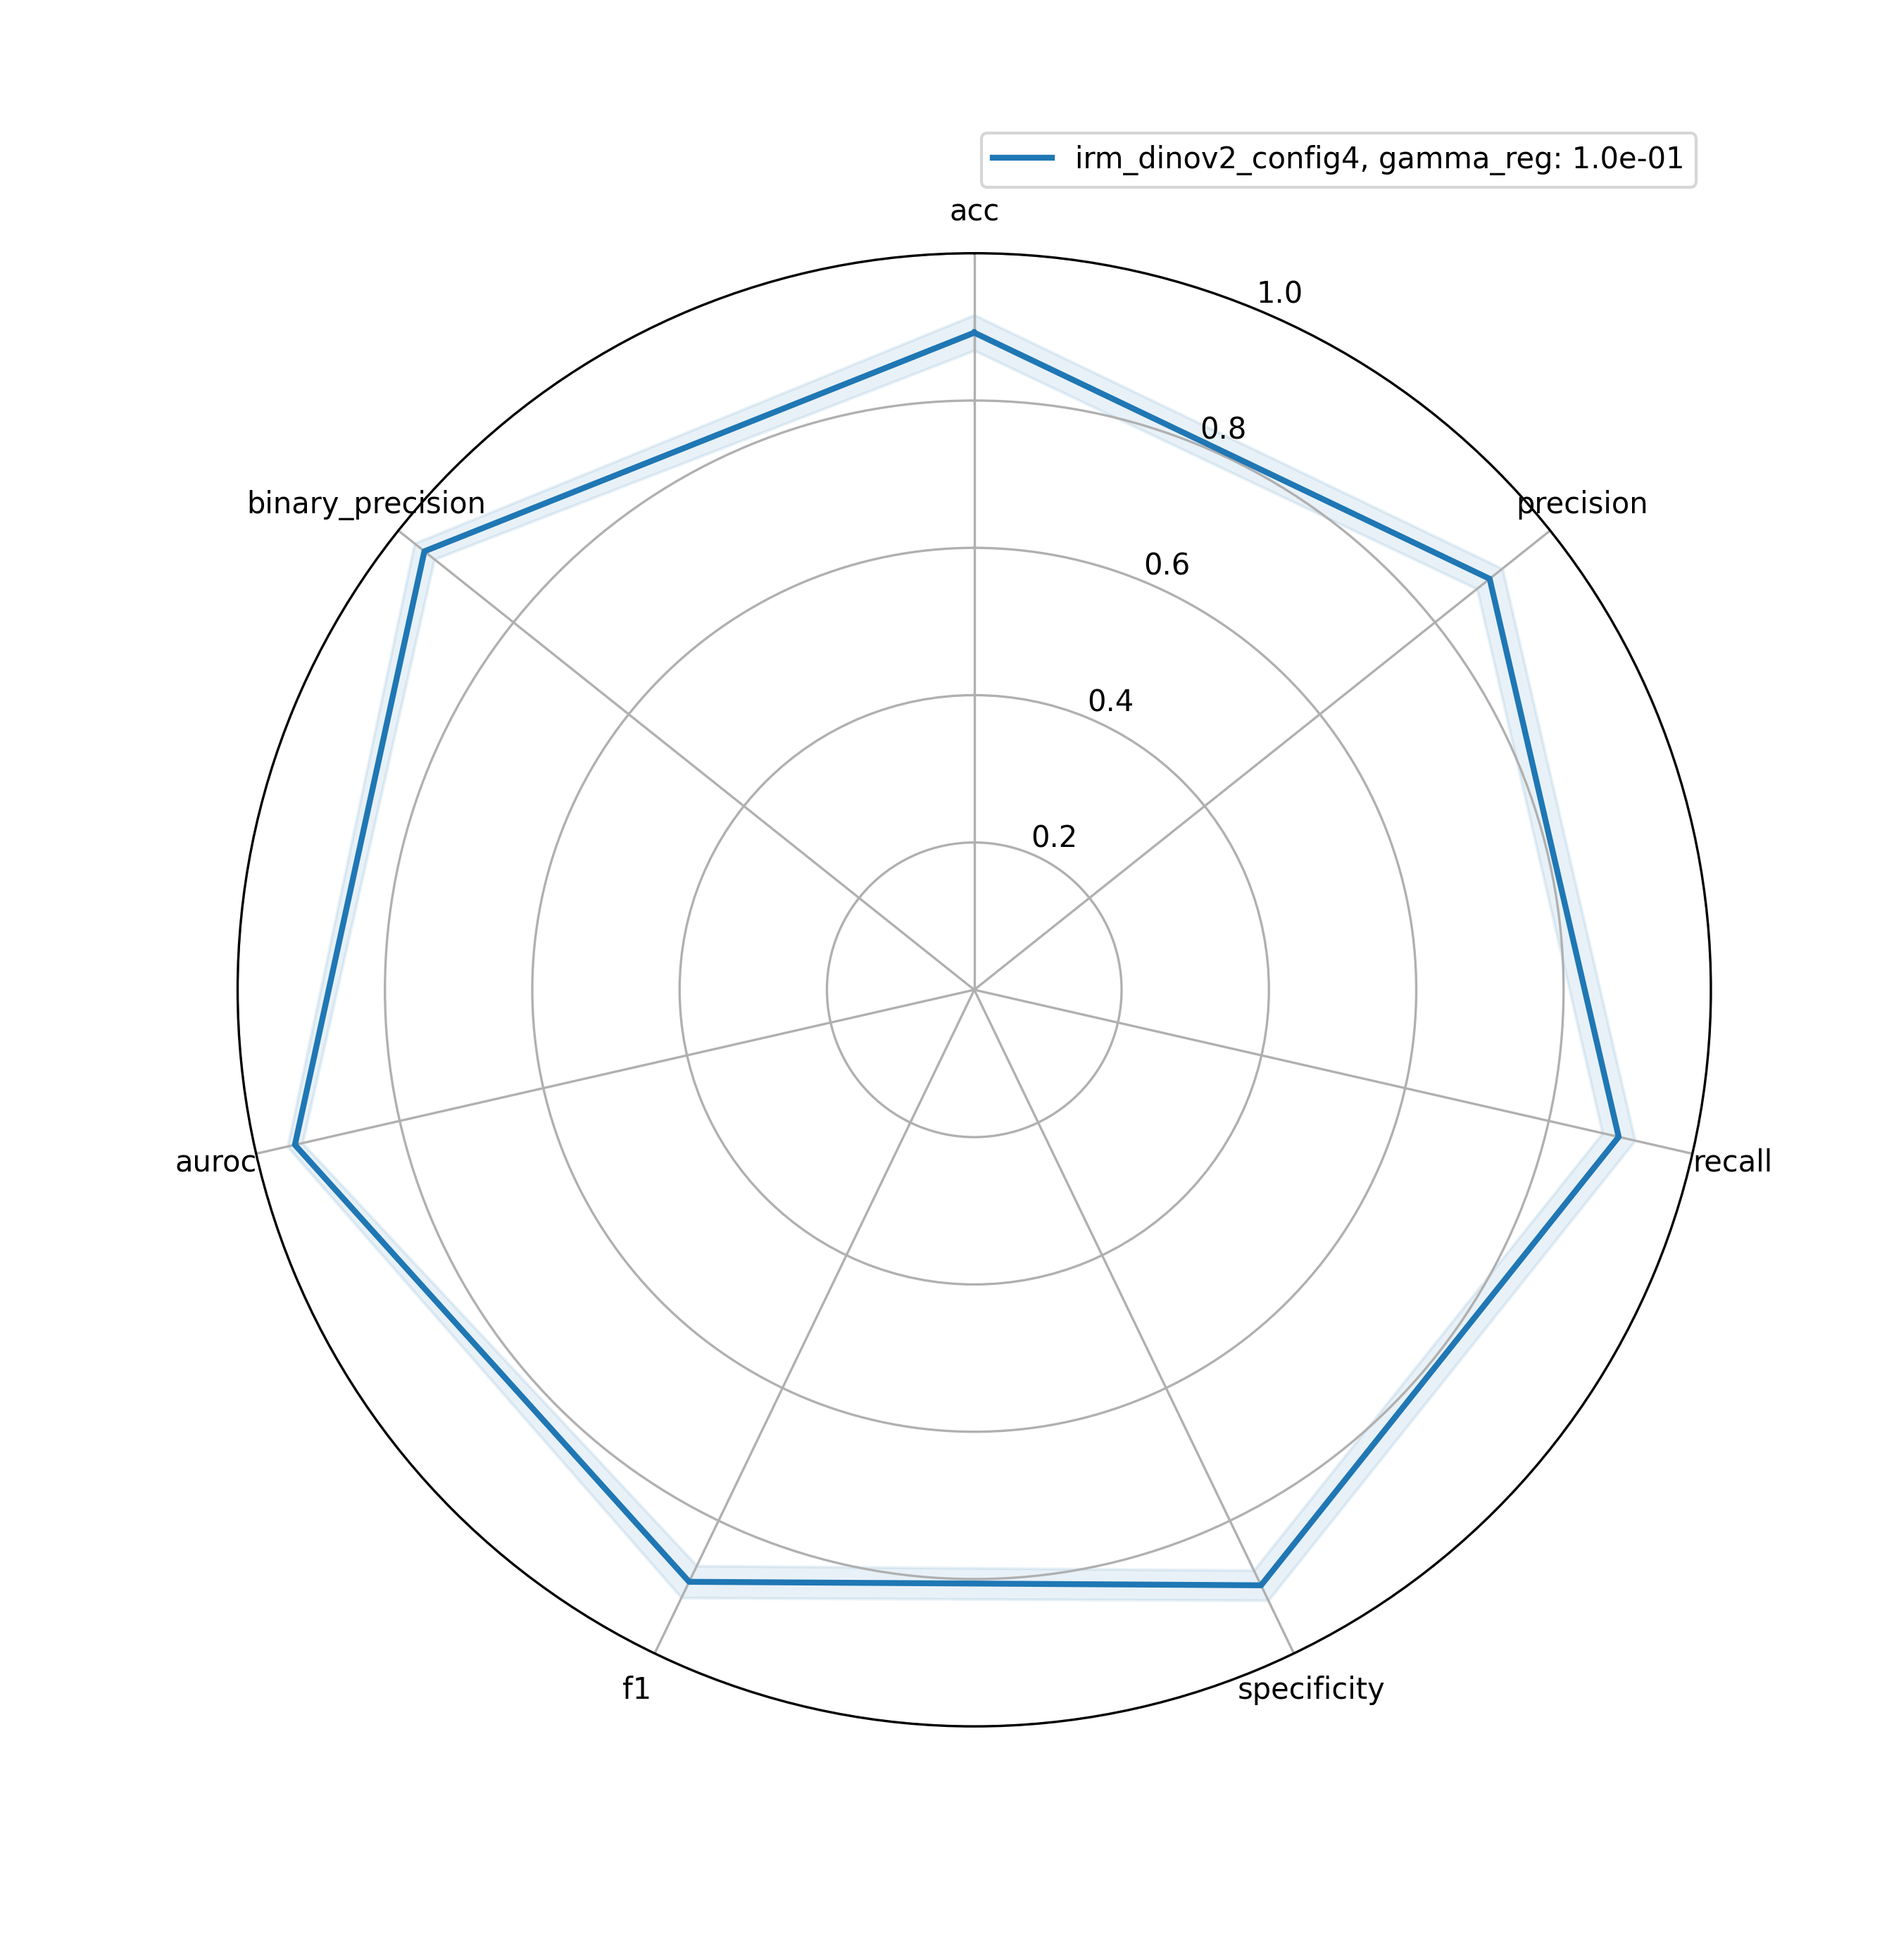 irm_dinov2_config4, gamma_reg: 1.0e-01
acc
1.0
0.8
binary_precision
precision
0.6
0.4
0.2
auroc
recall
f1
specificity